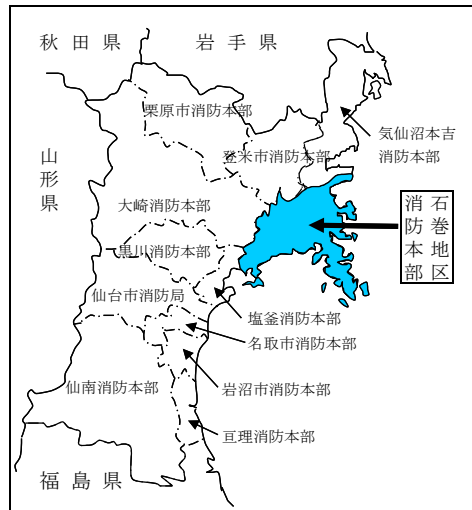 秋田県
岩手県
栗原市消防本部
気仙沼本吉
消防本部
登米市消防本部
山形県
大崎消防本部
石巻地区
消防本部
黒川消防本部
仙台市消防局
塩釜消防本部
名取市消防本部
仙南消防本部
岩沼市消防本部
亘理消防本部
福島県